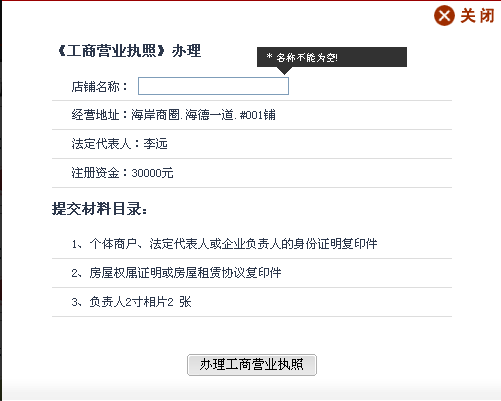 关闭
《工商营业执照》办理
* 名称不能为空!
店铺名称：
经营地址：海岸商圈.海德一道.#001铺
法定代表人：李远
注册资金：30000元
提交材料目录：
1、个体商户、法定代表人或企业负责人的身份证明复印件
2、房屋权属证明或房屋租赁协议复印件
3、负责人2寸相片2 张
办理工商营业执照